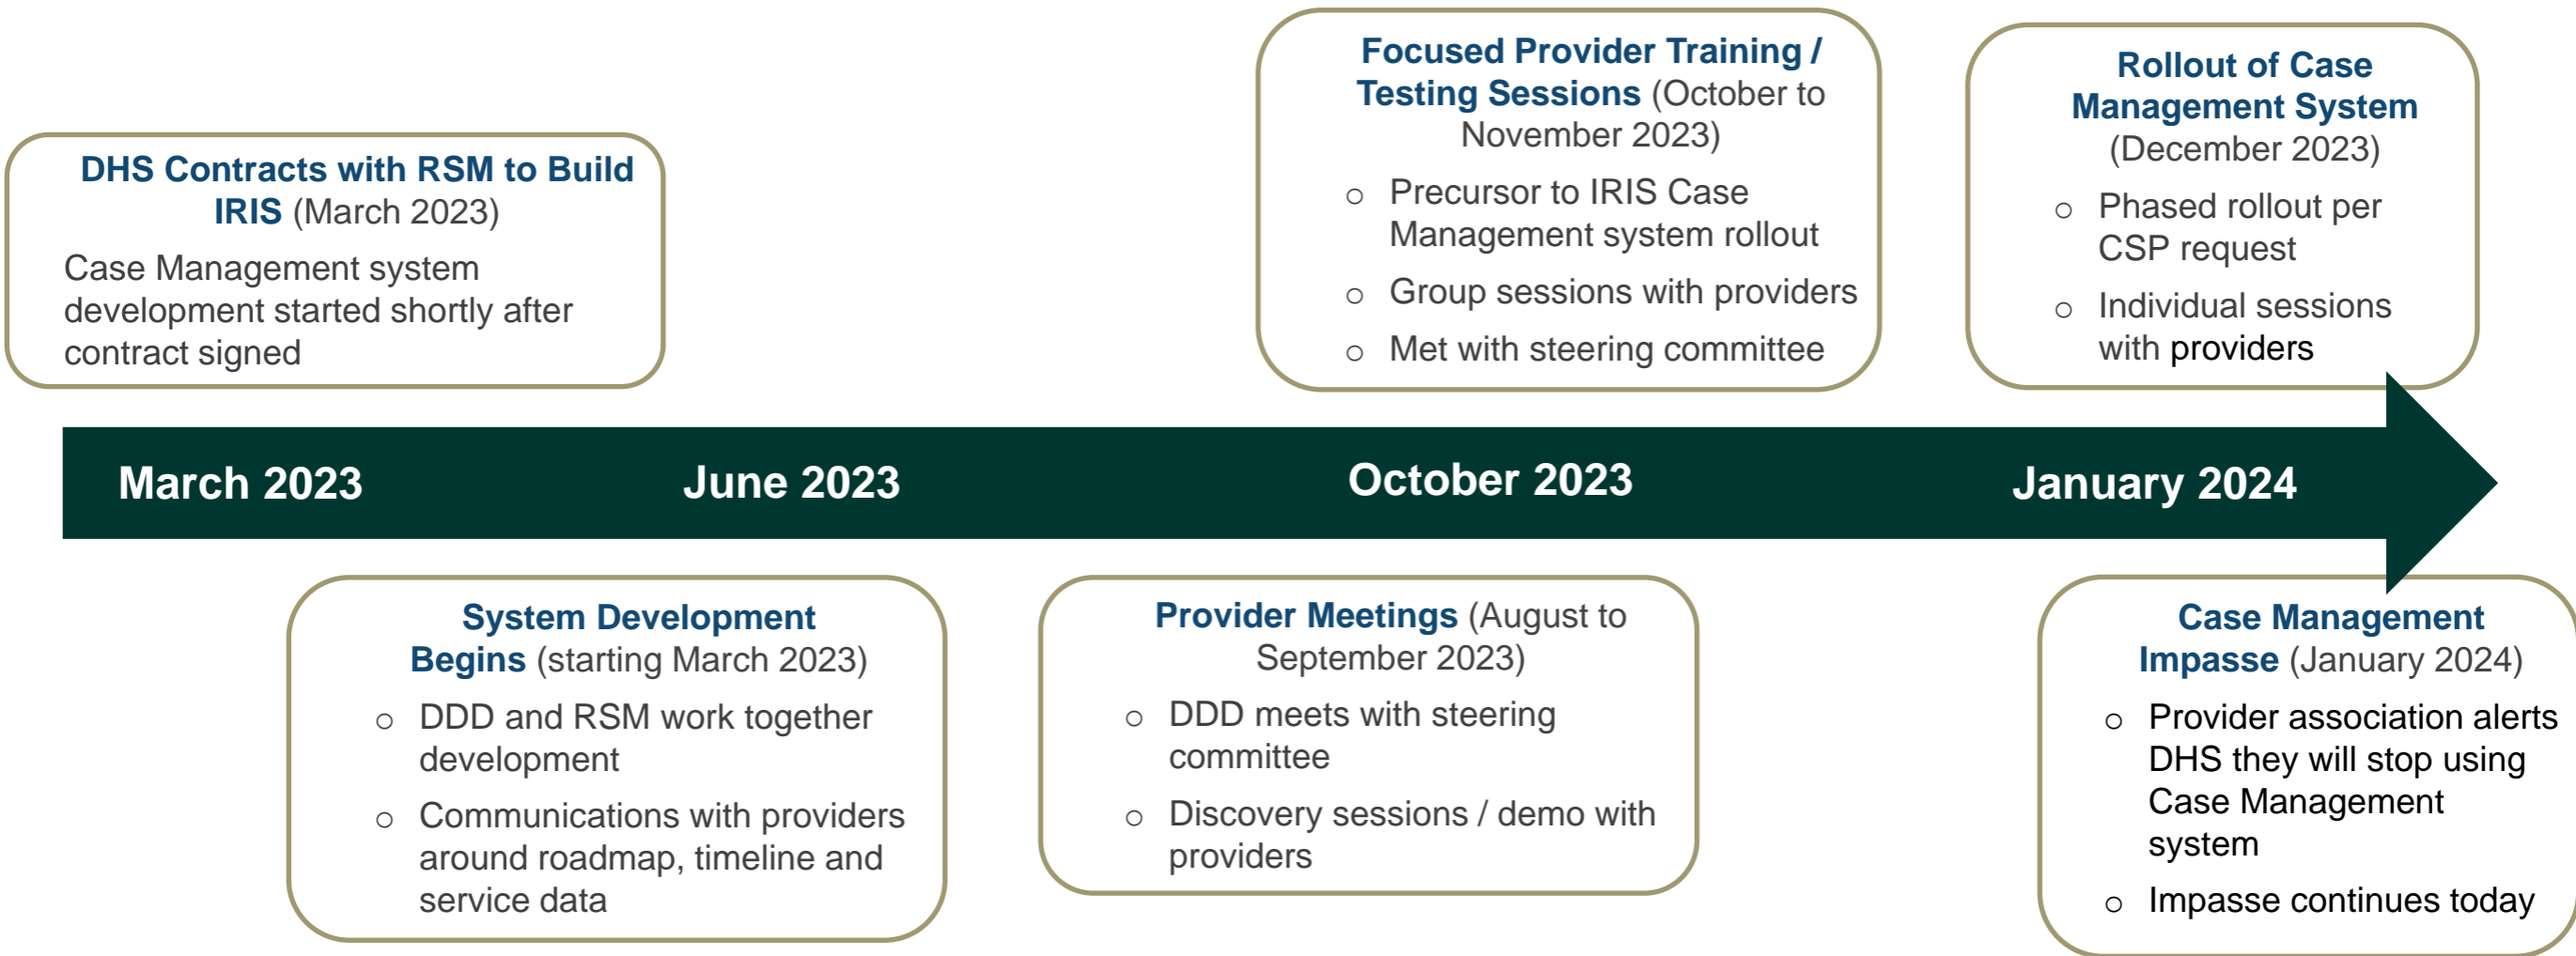 DHS Contracts with RSM to Build
IRIS (March 2023)
Case Management system
development started shortly after
contract signed
Focused Provider Training /
Testing Sessions (October to
November 2023)
o Precursor to IRIS Case
Management system rollout
o Group sessions with providers
o Met with steering committee
Rollout of Case
Management System
(December 2023)
o Phased rollout per
CSP request
o Individual sessions
with providers
March 2023
June 2023
October 2023
January 2024
System Development
Begins (starting March 2023)
o DDD and RSM work together
development
o Communications with providers
around roadmap, timeline and
service data
Provider Meetings (August to
September 2023)
o DDD meets with steering
committee
o Discovery sessions / demo with
providers
Case Management
Impasse (January 2024)
o Provider association alerts
DHS they will stop using
Case Management
system
o Impasse continues today